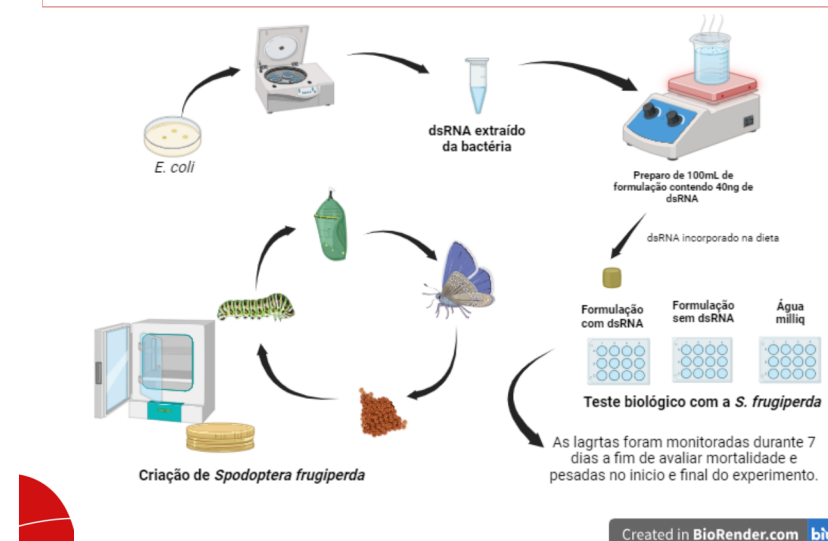 E. coli
dsRNA extraído
da bactéria
Preparo de 100mL de
formulação contendo 40ng de
dsRNA
dsRNA incorporado na dieta
Formulação
com dsRNA
Formulação
sem dsRNA
Água
milliq
Teste biológico com a S. frugiperda
As lagrtas foram monitoradas durante 7
dias a fim de avaliar mortalidade e
pesadas no inicio e final do experimento.
Criação de Spodoptera frugiperda
Created in BioRender.com